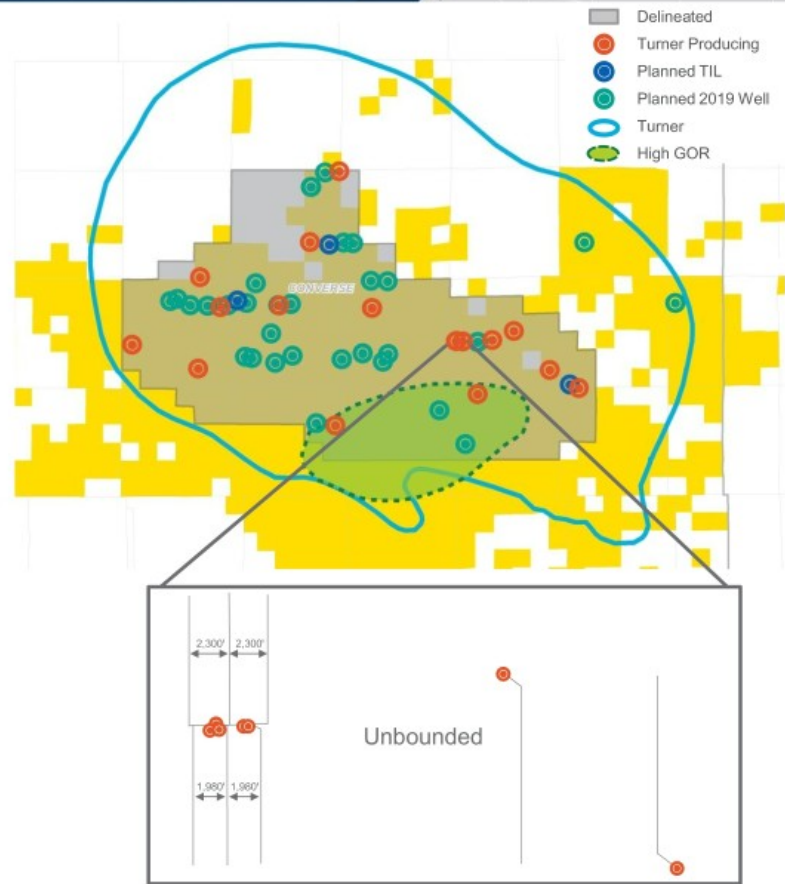 Delineated
Turner Producing
Planned TIL
Planned 2019 Well
Turner
High GOR
CONVERSE
2,300' 2,300'
Unbounded
1,980' 1,980'